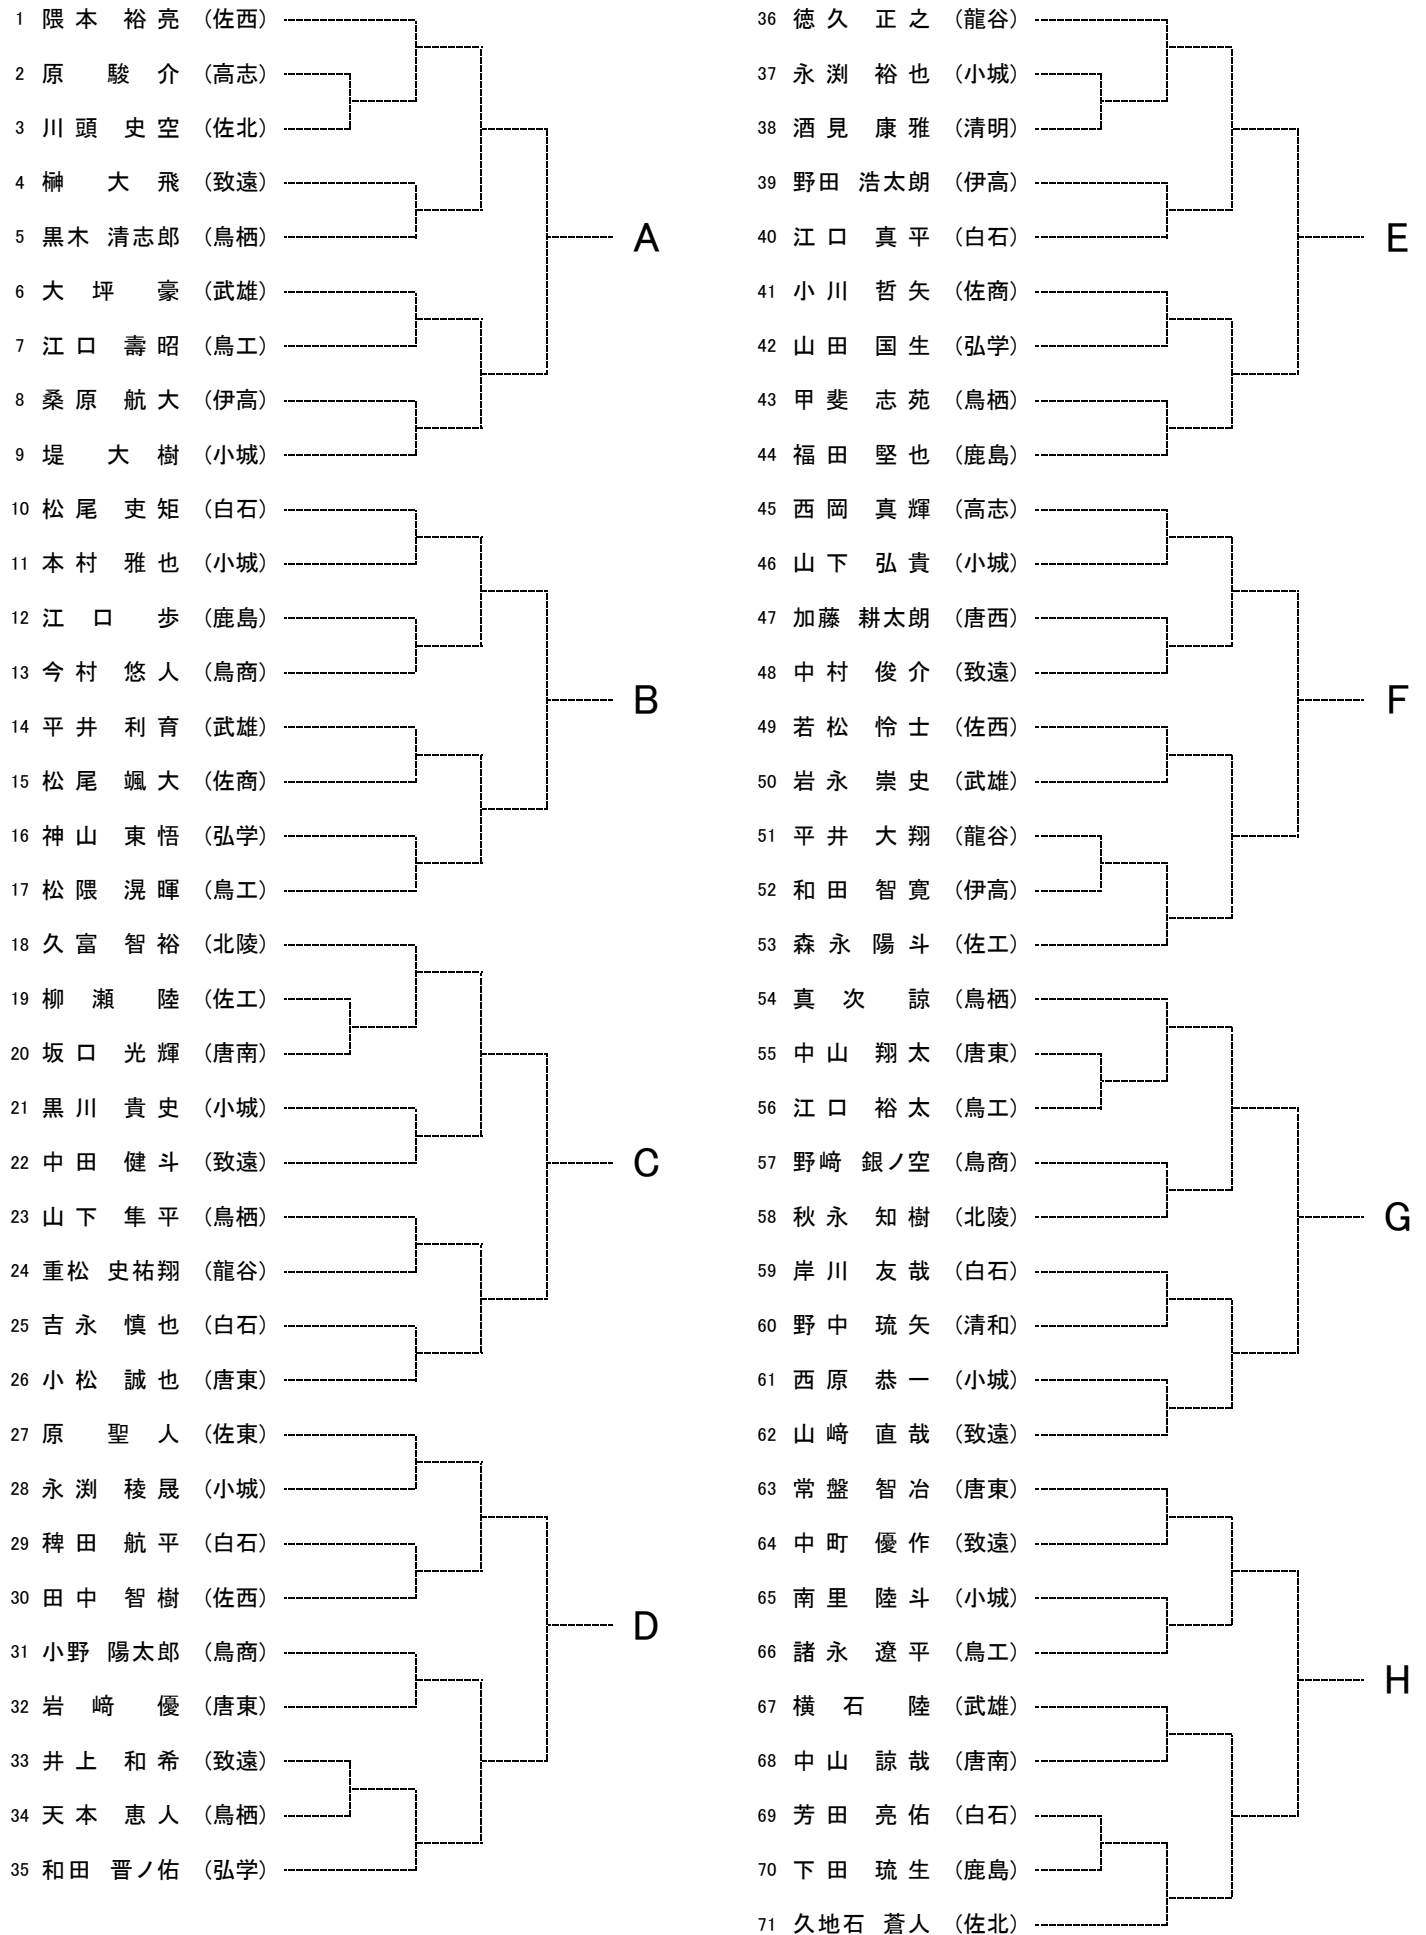 1 隈本 裕亮 （佐西）
2 原 駿介 （高志）
3 川頭 史空 （佐北）
4 榊 大飛 （致遠）
5 黒木 清志郎 （鳥栖）
A
6 大坪 豪 （武雄）
7 江口 壽昭 （鳥工）
8 桑原 航大 （伊高）
9 堤 大樹 （小城）
10 松尾 吏矩 （白石）
11 本村 雅也 （小城）
12 江口 歩 （鹿島）
13 今村 悠人 （鳥商）
B
14 平井 利育 （武雄）
15 松尾 颯大 （佐商）
16 神山 東悟 （弘学）
17 松隈 滉暉 （鳥工）
18 久富 智裕 （北陵）
19 柳瀬 陸 （佐工）
20 坂口 光輝 （唐南）
21 黒川 貴史 （小城）
22 中田 健斗 （致遠）
C
23 山下 隼平 （鳥栖）
24 重松 史祐翔 （龍谷）
25 吉永 慎也 （白石）
26 小松 誠也 （唐東）
27 原 聖人 （佐東）
28 永渕 稜晟 （小城）
29 稗田 航平 （白石）
30 田中 智樹 （佐西）
D
31 小野 陽太郎 （鳥商）
32 岩﨑 優 （唐東）
33 井上 和希 （致遠）
34 天本 恵人 （鳥栖）
35 和田 晋ノ佑 （弘学）
36 徳久 正之 （龍谷）
37 永渕 裕也 （小城）
38 酒見 康雅 （清明）
39 野田 浩太朗 （伊高）
40 江口 真平 （白石）
E
41 小川 哲矢 （佐商）
42 山田 国生 （弘学）
43 甲斐 志苑 （鳥栖）
44 福田 堅也 （鹿島）
45 西岡 真輝 （高志）
46 山下 弘貴 （小城）
47 加藤 耕太朗 （唐西）
48 中村 俊介 （致遠）
F
49 若松 怜士 （佐西）
50 岩永 崇史 （武雄）
51 平井 大翔 （龍谷）
52 和田 智寛 （伊高）
53 森永 陽斗 （佐工）
54 真次 諒 （鳥栖）
55 中山 翔太 （唐東）
56 江口 裕太 （鳥工）
57 野﨑 銀ノ空 （鳥商）
58 秋永 知樹 （北陵）
G
59 岸川 友哉 （白石）
60 野中 琉矢 （清和）
61 西原 恭一 （小城）
62 山﨑 直哉 （致遠）
63 常盤 智冶 （唐東）
64 中町 優作 （致遠）
65 南里 陸斗 （小城）
66 諸永 遼平 （鳥工）
H
67 横石 陸 （武雄）
68 中山 諒哉 （唐南）
69 芳田 亮佑 （白石）
70 下田 琉生 （鹿島）
71 久地石 蒼人 （佐北）